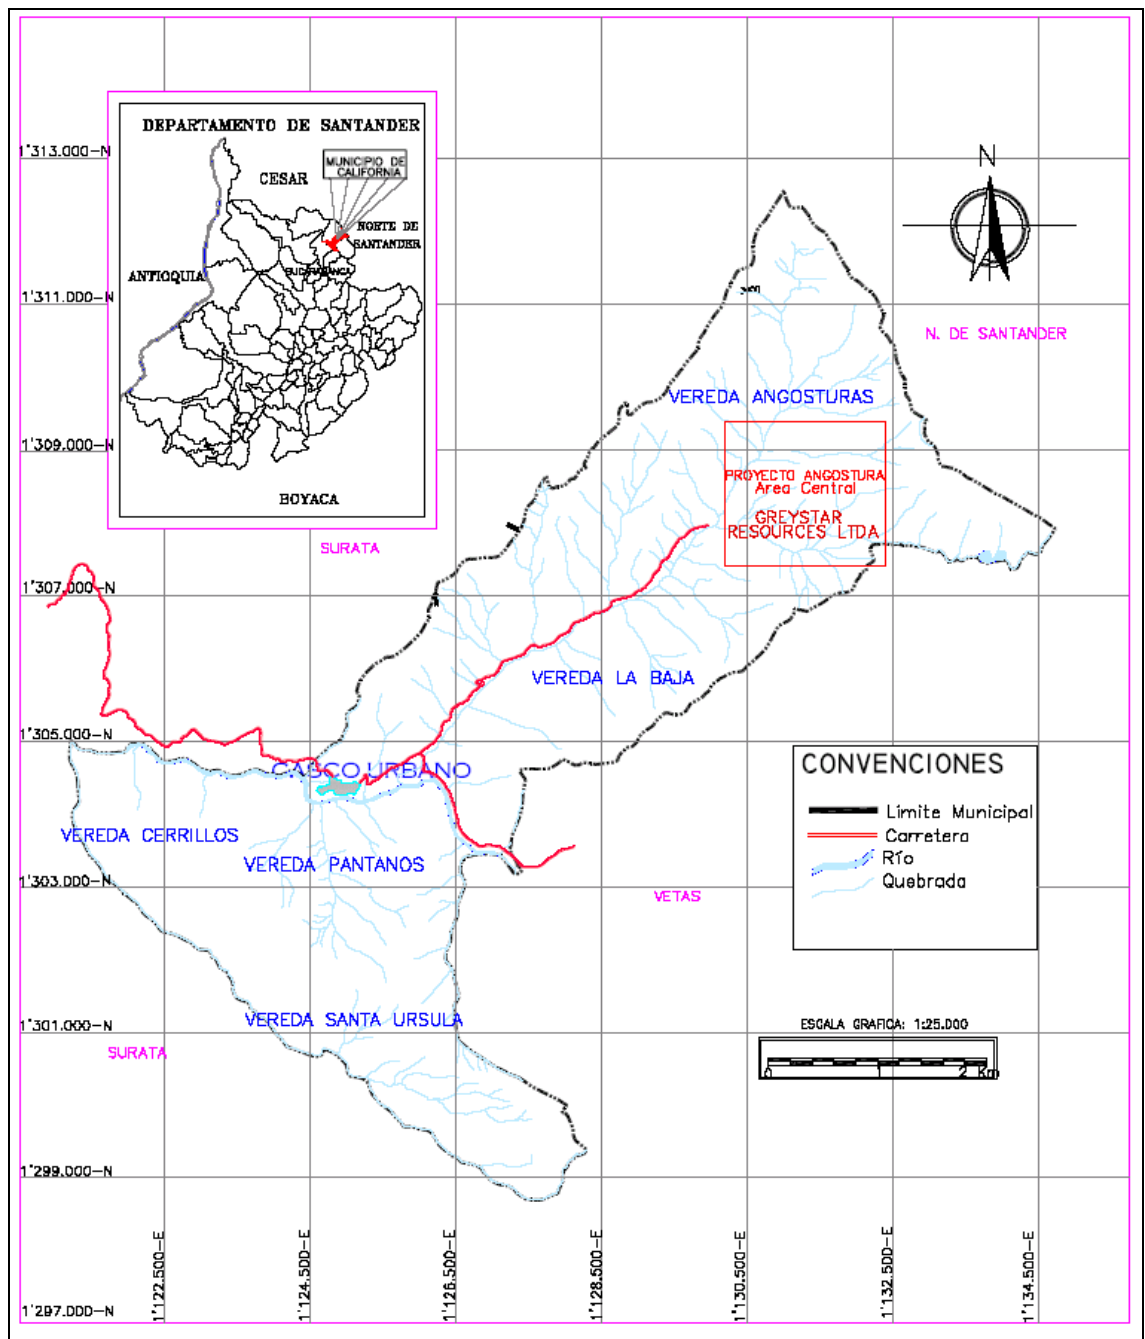 DEPARTAMENTO DE SANTANDER
MUNICIPIO DE
CALIFORNIA
CESAR
NORTE DE
SANTANDER
ANTIOQUIA
BUCARAMANGA
BOYACA
1'313.000-N
1'311.000-N
1'309.000-N
1'307.000-N
1'305.000-N
1'303.000-N
1'301.000-N
1'299.000-N
1'297.000-N
N
N. DE SANTANDER
VEREDA ANGOSTURAS
PROYECTO ANGOSTURA
Area Central
GREYSTAR
RESOURCES LTDA
SURATA
VEREDA LA BAJA
CASCO URBANO
VEREDA CERRILLOS
VEREDA PANTANOS
VETAS
VEREDA SANTA URSULA
SURATA
CONVENCIONES
Límite Municipal
Carretera
Río
Quebrada
ESCALA GRAFICA: 1:25.000
0 1 2 Km
1'122.500-E
1'124.500-E
1'126.500-E
1'128.500-E
1'130.500-E
1'132.500-E
1'134.500-E